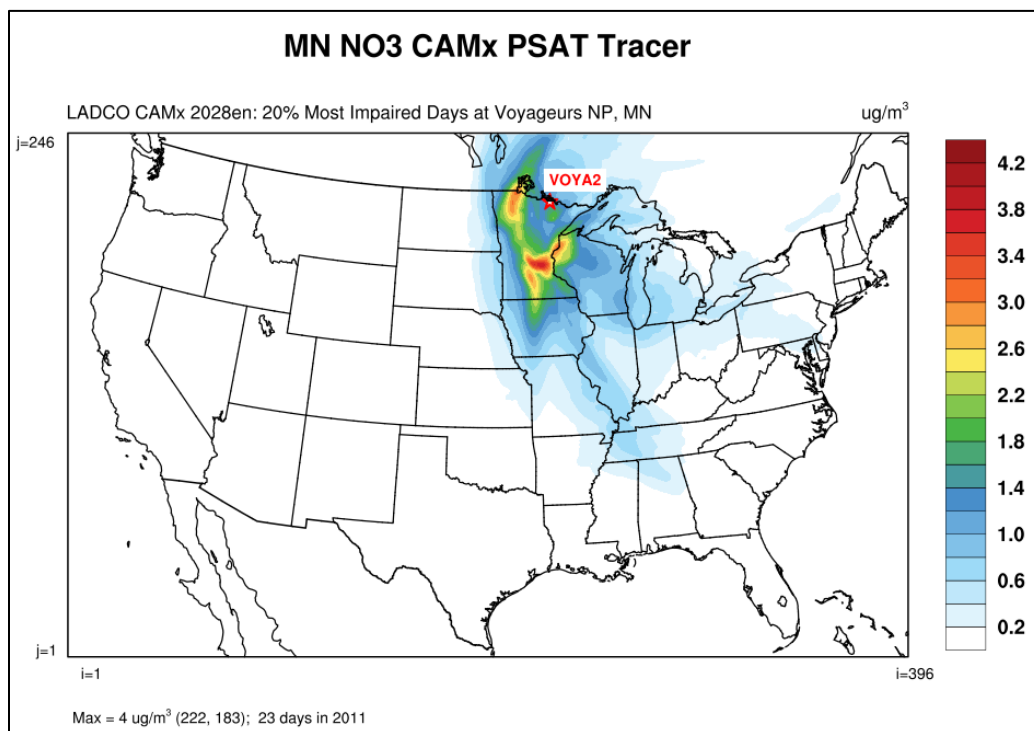 MN NO3 CAMx PSAT Tracer
LADCO CAMx 2028en: 20% Most Impaired Days at Voyageurs NP, MN ug/m³
j=246
VOYA2
4.2
3.8
3.4
3.0
2.6
2.2
1.8
1.4
1.0
0.6
0.2
j=1
i=1 i=396
Max = 4 ug/m³ (222, 183); 23 days in 2011